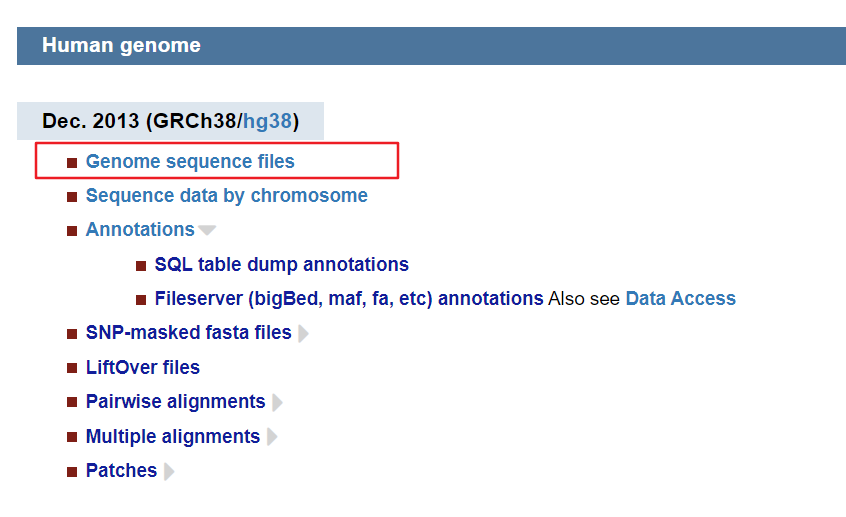 Human genome
Dec. 2013 (GRCh38/hg38)
Genome sequence files
Sequence data by chromosome
Annotations
SQL table dump annotations
Fileserver (bigBed, maf, fa, etc) annotations Also see Data Access
SNP-masked fasta files
LiftOver files
Pairwise alignments
Multiple alignments
Patches